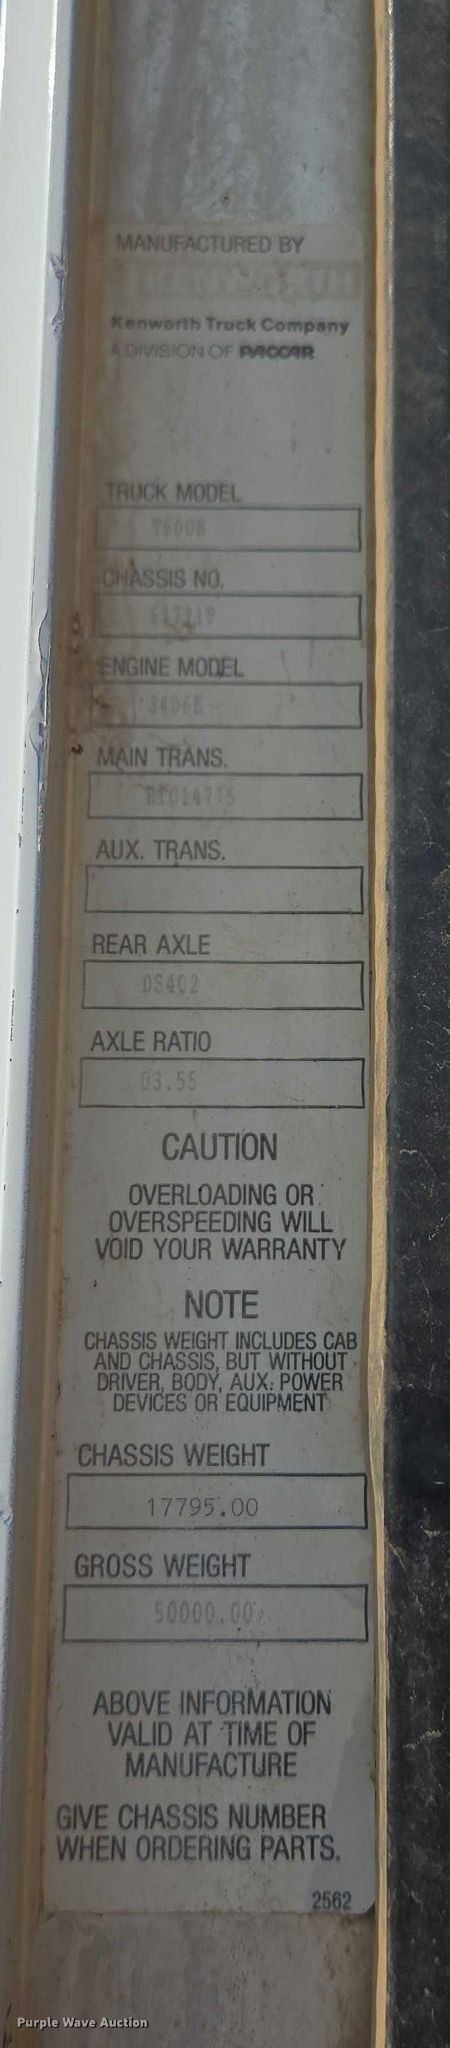 MANUFACTURED BY
KENWORTH
Kenworth Truck Company
A DIVISION OF PACCAR
TRUCK MODEL
T600B
CHASSIS NO.
ENGINE MODEL
3406E
MAIN TRANS.
AUX. TRANS.
REAR AXLE
DS402
AXLE RATIO
03.55
CAUTION
OVERLOADING OR
OVERSPEEDING WILL
VOID YOUR WARRANTY
NOTE
CHASSIS WEIGHT INCLUDES CAB
AND CHASSIS, BUT WITHOUT
DRIVER, BODY, AUX. POWER
DEVICES OR EQUIPMENT
CHASSIS WEIGHT
17795.00
GROSS WEIGHT
50000.00
ABOVE INFORMATION
VALID AT TIME OF
MANUFACTURE
GIVE CHASSIS NUMBER
WHEN ORDERING PARTS.
2562
Purple Wave Auction